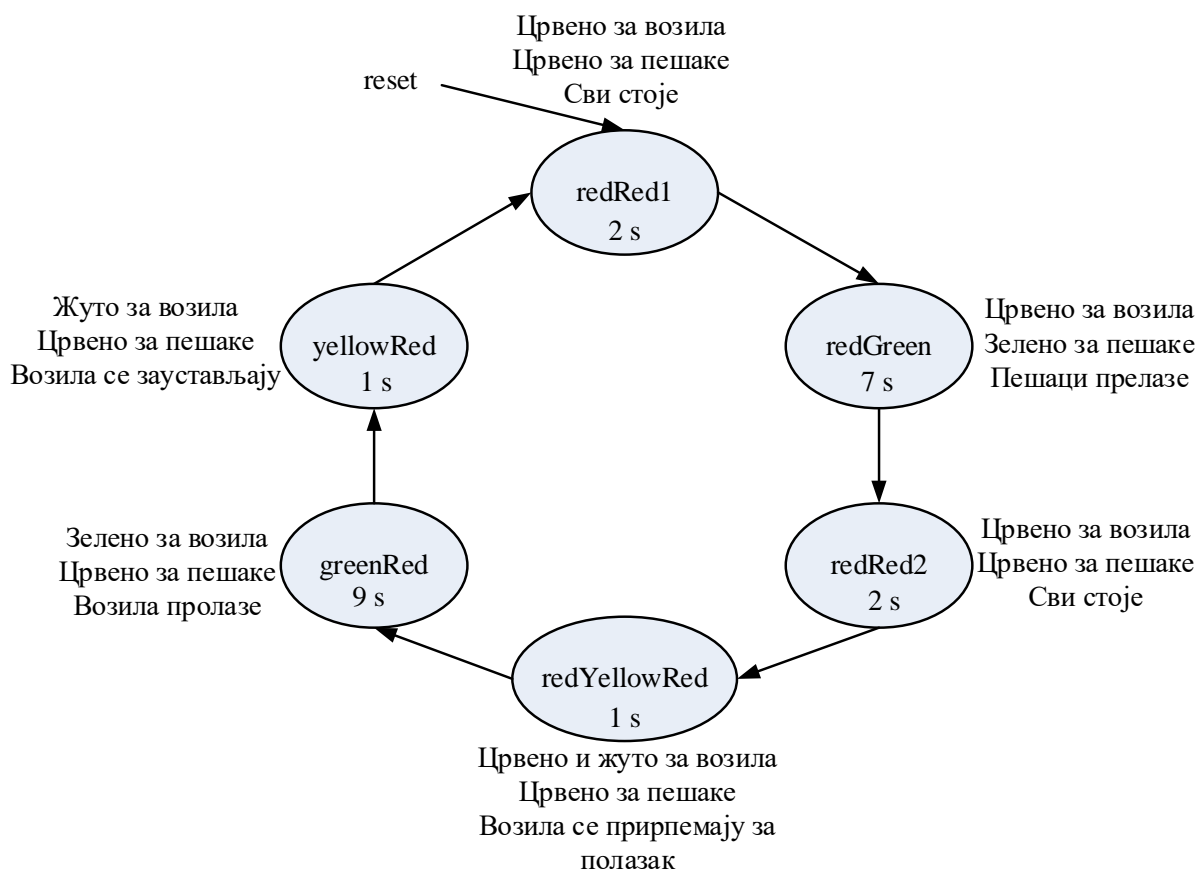 Црвено за возила
Црвено за пешаке
Сви стоје
reset
redRed1
2 s
Жуто за возила
Црвено за пешаке
Возила се заустављају
yellowRed
1 s
redGreen
7 s
Црвено за возила
Зелено за пешаке
Пешаци прелазе
Зелено за возила
Црвено за пешаке
Возила пролазе
greenRed
9 s
redRed2
2 s
Црвено за возила
Црвено за пешаке
Сви стоје
redYellowRed
1 s
Црвено и жуто за возила
Црвено за пешаке
Возила се прирпемају за
полазак